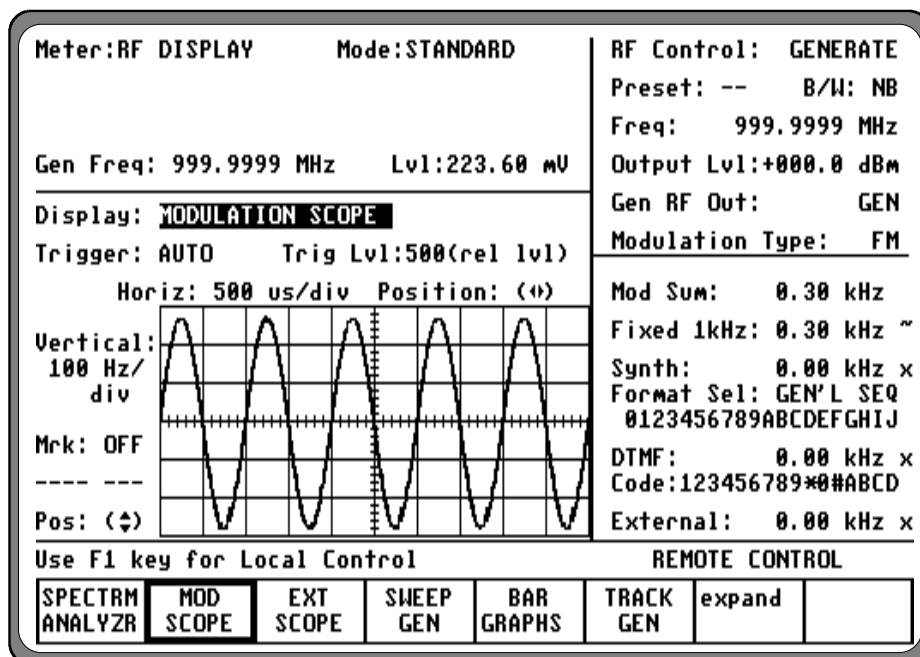 Meter:RF DISPLAY Mode:STANDARD
Gen Freq: 999.9999 MHz Lvl:223.60 mV
Display: MODULATION SCOPE
Trigger: AUTO Trig Lvl:500(rel lvl)
Horiz: 500 us/div Position: (↔)
Vertical:
100 Hz/
div
Mrk: OFF
---- ---
Pos: (↕)
RF Control: GENERATE
Preset: -- B/W: NB
Freq: 999.9999 MHz
Output Lvl:+000.0 dBm
Gen RF Out: GEN
Modulation Type: FM
Mod Sum: 0.30 kHz
Fixed 1kHz: 0.30 kHz ~
Synth: 0.00 kHz x
Format Sel: GEN'L SEQ
0123456789ABCDEFGHIJ
DTMF: 0.00 kHz x
Code:123456789*0#ABCD
External: 0.00 kHz x
Use F1 key for Local Control REMOTE CONTROL
SPECTRM
ANALYZR
MOD
SCOPE
EXT
SCOPE
SWEEP
GEN
BAR
GRAPHS
TRACK
GEN
expand